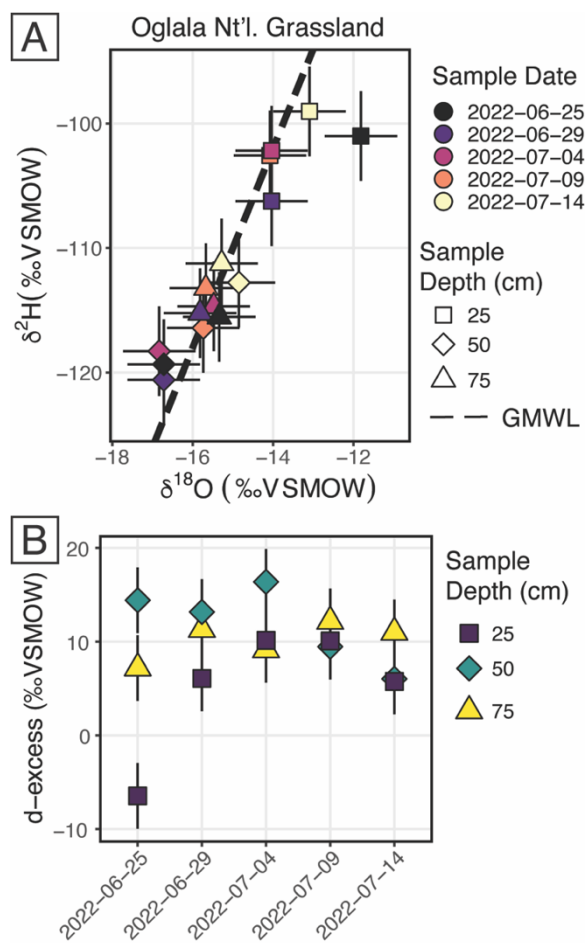 A
Oglala Nt'l. Grassland
−100
−110
−120
δ²H(‰VSMOW)
−18
−16
−14
−12
δ¹⁸O (‰VSMOW)
Sample Date
2022−06−25
2022−06−29
2022−07−04
2022−07−09
2022−07−14
Sample
Depth (cm)
25
50
75
GMWL
B
20
10
0
−10
d−excess (‰VSMOW)
2022−06−25
2022−06−29
2022−07−04
2022−07−09
2022−07−14
Sample
Depth (cm)
25
50
75